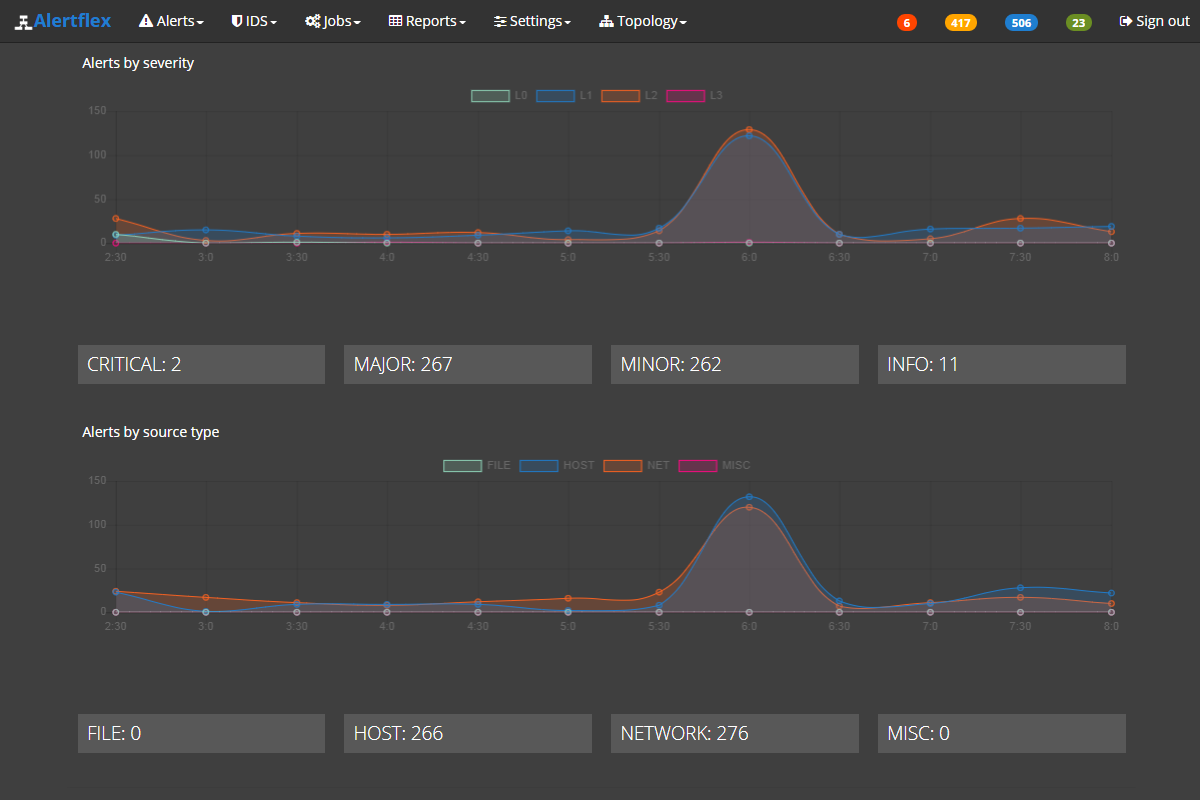 Alertflex Alerts IDS Jobs Reports Settings Topology 6 417 506 23 Sign out
Alerts by severity
L0 L1 L2 L3
150
100
50
0
2:30 3:0 3:30 4:0 4:30 5:0 5:30 6:0 6:30 7:0 7:30 8:0
CRITICAL: 2 MAJOR: 267 MINOR: 262 INFO: 11
Alerts by source type
FILE HOST NET MISC
150
100
50
0
2:30 3:0 3:30 4:0 4:30 5:0 5:30 6:0 6:30 7:0 7:30 8:0
FILE: 0 HOST: 266 NETWORK: 276 MISC: 0